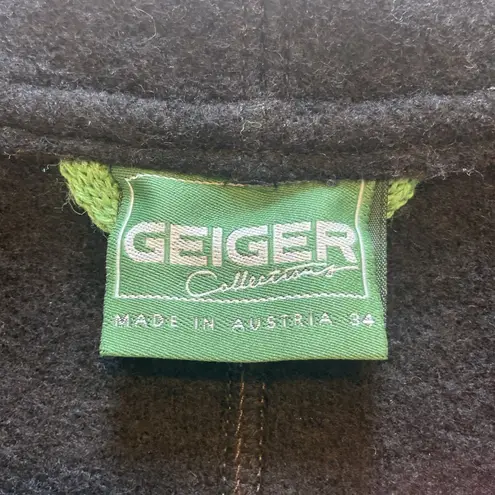 GEIGER
Collections
MADE IN AUSTRIA 34